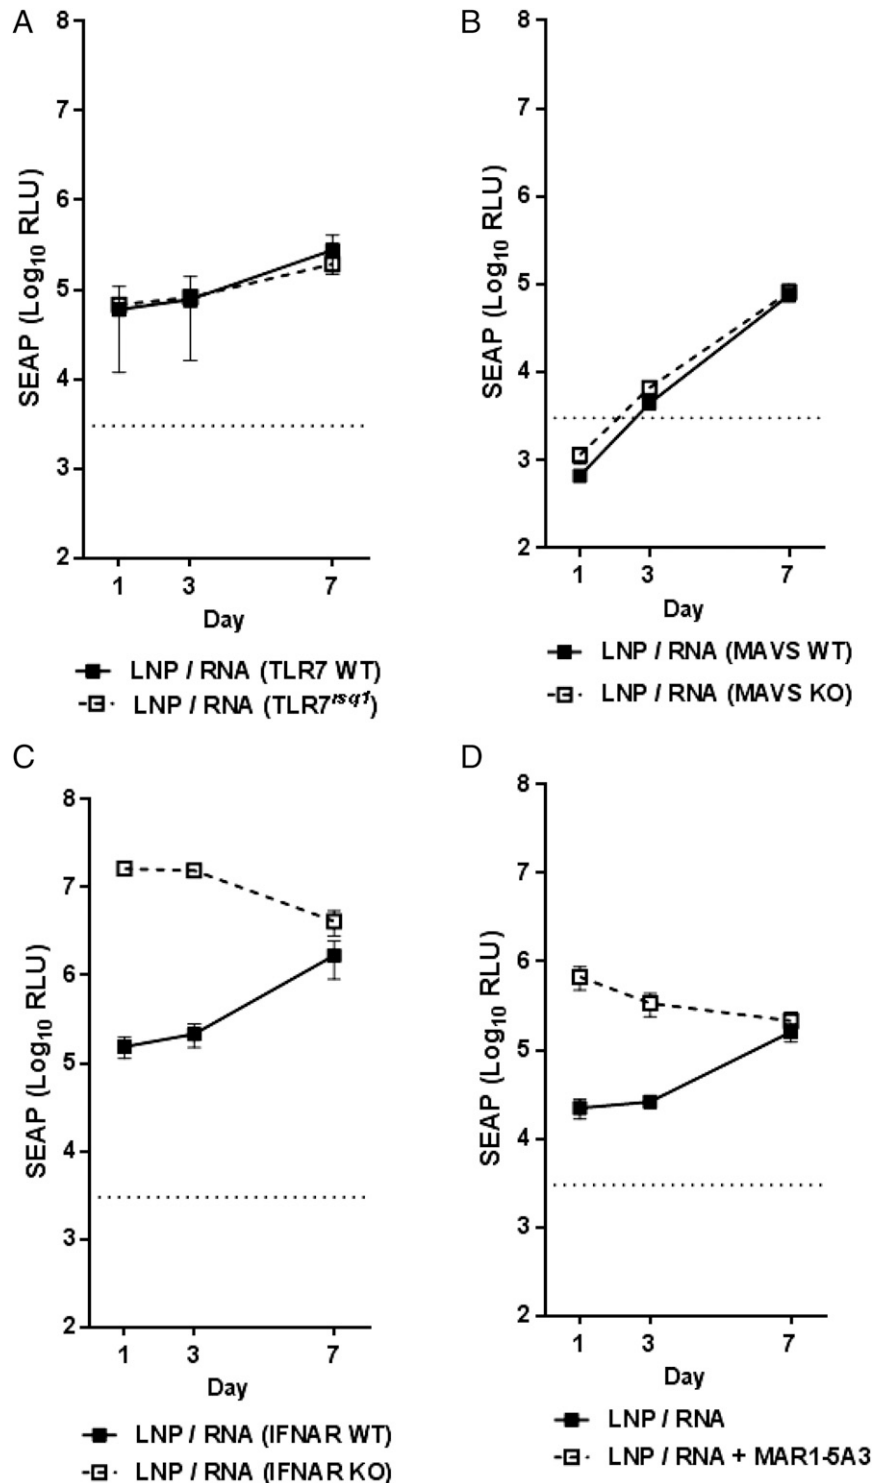 A
8
7
6
5
4
3
2
SEAP (Log10 RLU)
1 3 7
Day
LNP / RNA (TLR7 WT)
LNP / RNA (TLR7rsq1)
B
8
7
6
5
4
3
2
SEAP (Log10 RLU)
1 3 7
Day
LNP / RNA (MAVS WT)
LNP / RNA (MAVS KO)
C
8
7
6
5
4
3
2
SEAP (Log10 RLU)
1 3 7
Day
LNP / RNA (IFNAR WT)
LNP / RNA (IFNAR KO)
D
8
7
6
5
4
3
2
SEAP (Log10 RLU)
1 3 7
Day
LNP / RNA
LNP / RNA + MAR1-5A3